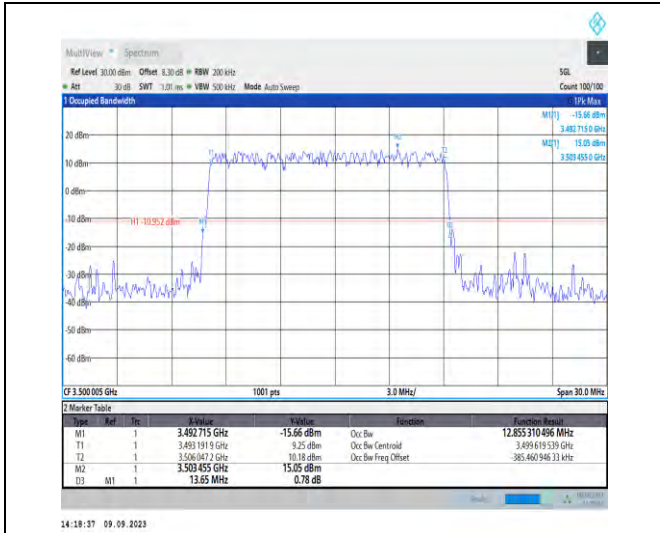 MultiView Spectrum
Ref Level 30.00 dBm Offset 8.30 dB RBW 200 kHz SGL
Att 30 dB SWT 1.01 ms VBW 500 kHz Mode Auto Sweep Count 100/100
1 Occupied Bandwidth 1Pk Max
M1[1] -15.66 dBm
3.492 715 0 GHz
M2[1] 15.05 dBm
3.503 455 0 GHz
20 dBm
10 dBm
0 dBm
-10 dBm
H1 -10.952 dBm
-20 dBm
-30 dBm
-40 dBm
-50 dBm
-60 dBm
CF 3.500 005 GHz 1001 pts 3.0 MHz/ Span 30.0 MHz
2 Marker Table
Type Ref Trc X-Value Y-Value Function Function Result
M1 1 3.492 715 GHz -15.66 dBm Occ Bw 12.855 310 496 MHz
T1 1 3.493 191 9 GHz 9.25 dBm Occ Bw Centroid 3.499 619 539 GHz
T2 1 3.506 047 2 GHz 10.18 dBm Occ Bw Freq Offset -385.460 946 33 kHz
M2 1 3.503 455 GHz 15.05 dBm
D3 M1 1 13.65 MHz 0.78 dB
14:18:37 09.09.2023